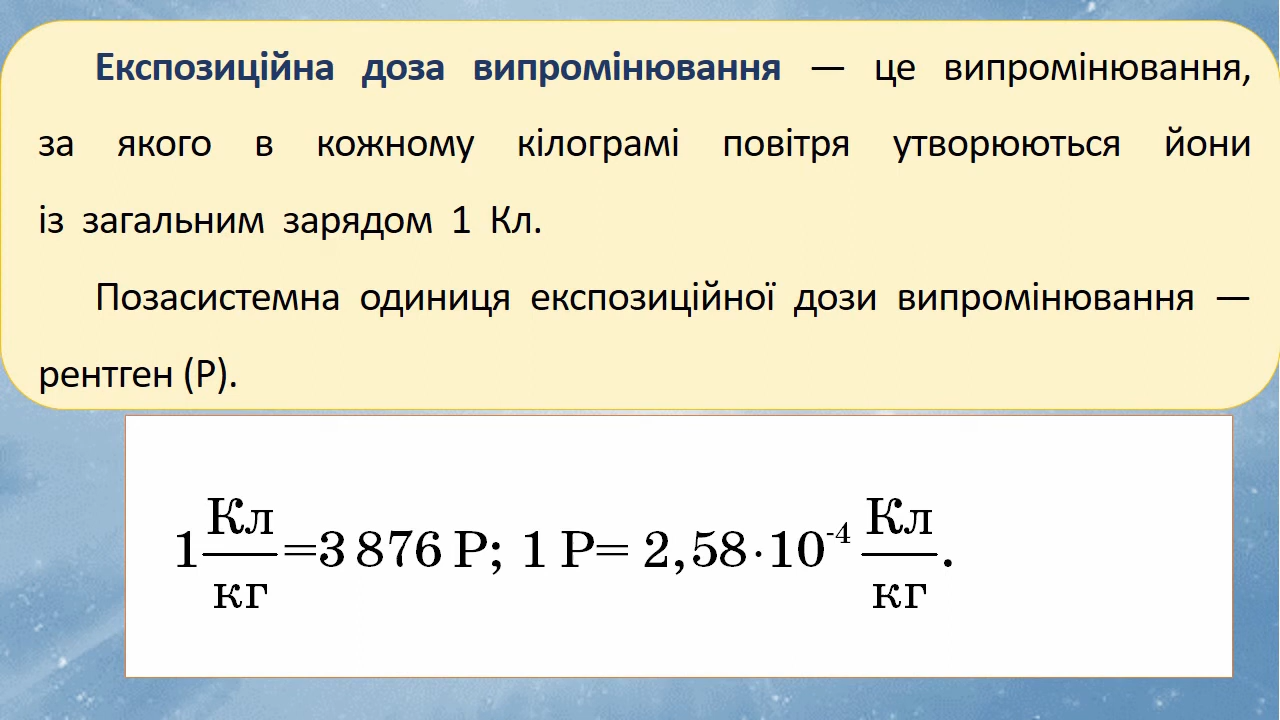 Експозиційна доза випромінювання — це випромінювання,
за якого в кожному кілограмі повітря утворюються йони
із загальним зарядом 1 Кл.
Позасистемна одиниця експозиційної дози випромінювання —
рентген (Р).
1 Кл/кг =3 876 Р; 1 Р= 2,58·10⁻⁴ Кл/кг.